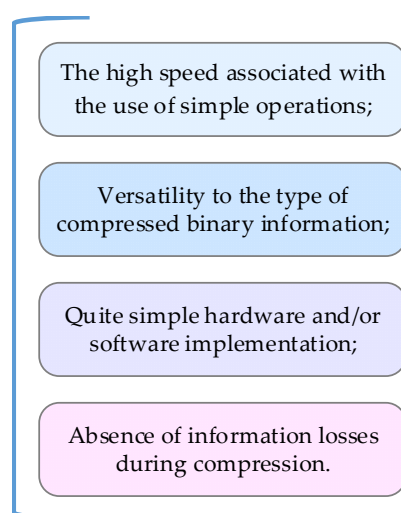 The high speed associated with
the use of simple operations;
Versatility to the type of
compressed binary information;
Quite simple hardware and/or
software implementation;
Absence of information losses
during compression.